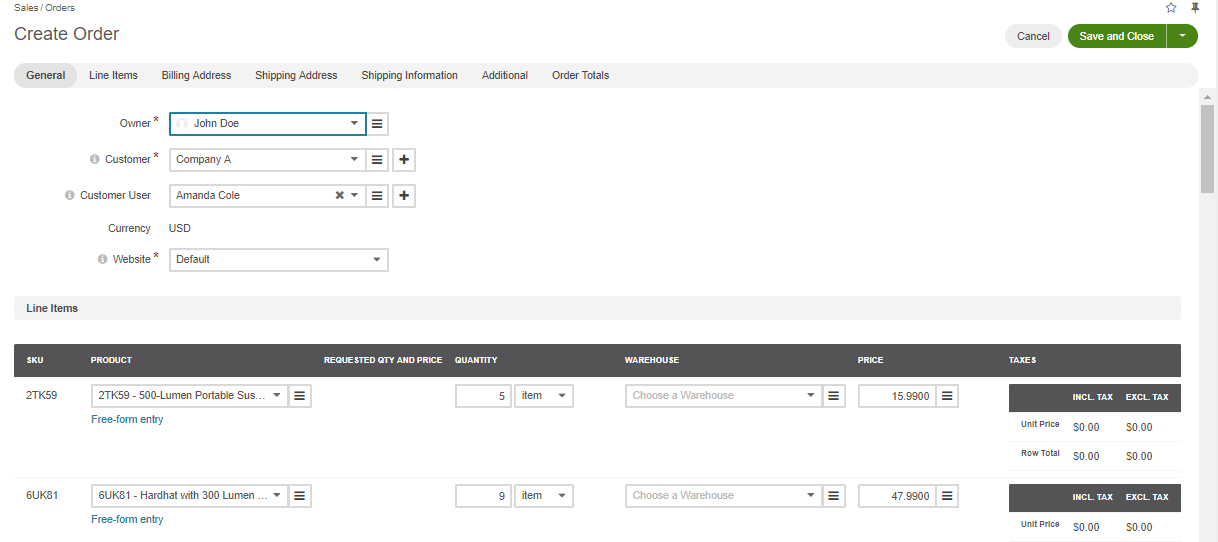 Sales / Orders
Create Order
Cancel
Save and Close
General Line Items Billing Address Shipping Address Shipping Information Additional Order Totals
Owner * John Doe
Customer * Company A
Customer User Amanda Cole
Currency USD
Website * Default
Line Items
SKU PRODUCT REQUESTED QTY AND PRICE QUANTITY WAREHOUSE PRICE TAXES
2TK59 2TK59 - 500-Lumen Portable Sus... 5 item Choose a Warehouse 15.9900 INCL. TAX EXCL. TAX
Free-form entry
Unit Price $0.00 $0.00
Row Total $0.00 $0.00
6UK81 6UK81 - Hardhat with 300 Lumen ... 9 item Choose a Warehouse 47.9900 INCL. TAX EXCL. TAX
Free-form entry
Unit Price $0.00 $0.00